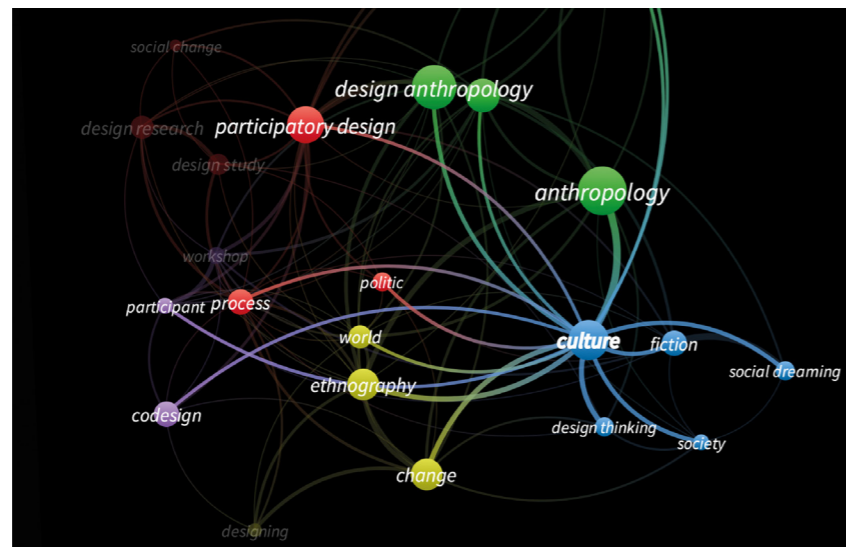 social change
design anthropology
design research
participatory design
design study
anthropology
workshop
politic
participant
process
world
culture
fiction
social dreaming
ethnography
codesign
design thinking
society
change
designing